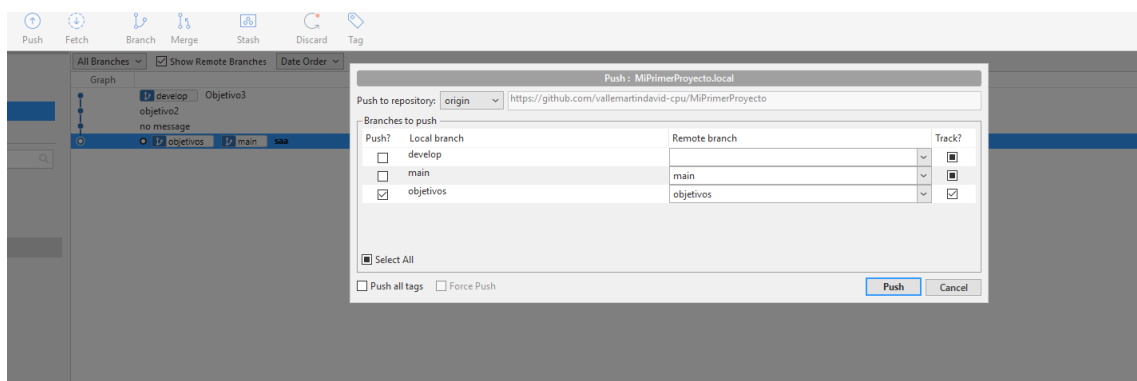 Push Fetch Branch Merge Stash Discard Tag
All Branches Show Remote Branches Date Order
Graph
develop Objetivo3
objetivo2
no message
objetivos main saa
Push : MiPrimerProyecto.local
Push to repository: origin https://github.com/vallemartindavid-cpu/MiPrimerProyecto
Branches to push
Push? Local branch Remote branch Track?
develop
main main
objetivos objetivos
Select All
Push all tags Force Push Push Cancel